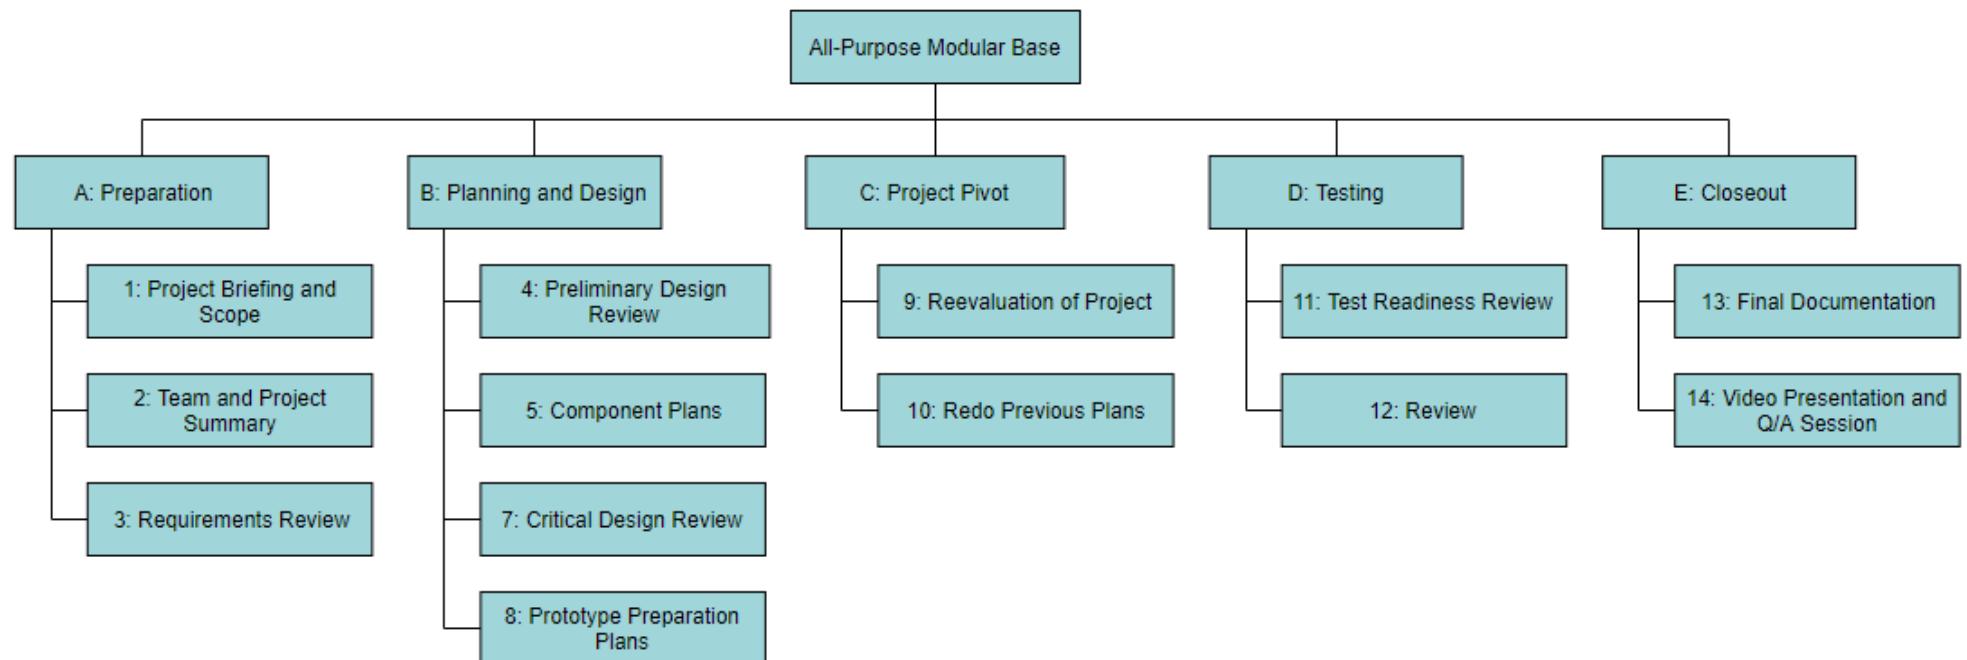 All-Purpose Modular Base
A: Preparation
1: Project Briefing and
Scope
2: Team and Project
Summary
3: Requirements Review
B: Planning and Design
4: Preliminary Design
Review
5: Component Plans
7: Critical Design Review
8: Prototype Preparation
Plans
C: Project Pivot
9: Reevaluation of Project
10: Redo Previous Plans
D: Testing
11: Test Readiness Review
12: Review
E: Closeout
13: Final Documentation
14: Video Presentation and
Q/A Session